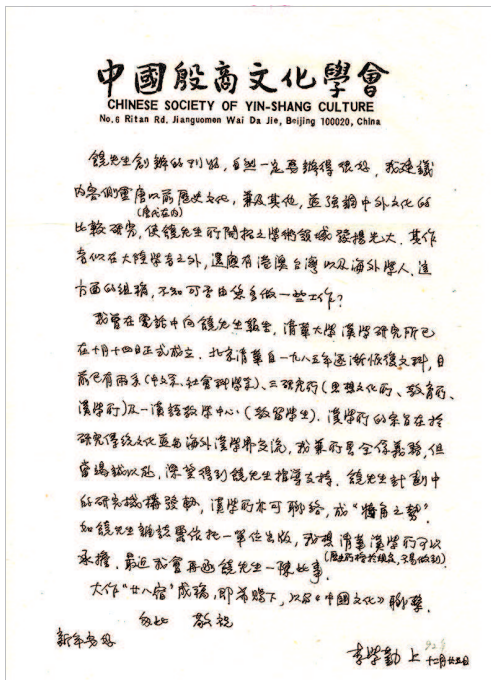 中國殷商文化學會
CHINESE SOCIETY OF YIN-SHANG CULTURE
No.6 Ritan Rd. Jianguomen Wai Da Jie, Beijing 100020, China
饒先生創辦的刊物，自然一定要辦得很好，我建議
内容側重唐以前歷史文化，兼及其他，並強調中外文化的
(唐代在内)
比較研究，使饒先生所開拓之學術領域發揚光大．其作
者似在大陸學者之外，還應有港澳台灣以及海外學人．這
方面的組稿，不知可否由您多做一些工作？
我曾在電話中向饒先生報告，清華大學漢學研究所已
在十月十四日正式成立．北京清華自一九八五年逐漸恢復文科，目
前已有兩系(中文系、社會科學系)、三研究所(思想文化所、教育所、
漢學所)及一漢語教學中心(教留學生)．漢學所的宗旨在於
研究傳統文化並与海外漢學界交流，我兼所長全係義務，但
當竭誠以赴，深望得到饒先生指導支持．饒先生計劃中
的研究機構發動，漢學所亦可聯絡，成“犄角之勢”．
如饒先生雜誌需依托一單位出版，我想清華漢學所可以
承擔．最近我會再函饒先生一陳此事．
大作“廿八宿”成稿，即希賜下，以与《中國文化》聯繫．
匆此 敬祝
新年安好
李學勤 上 十二月廿五日